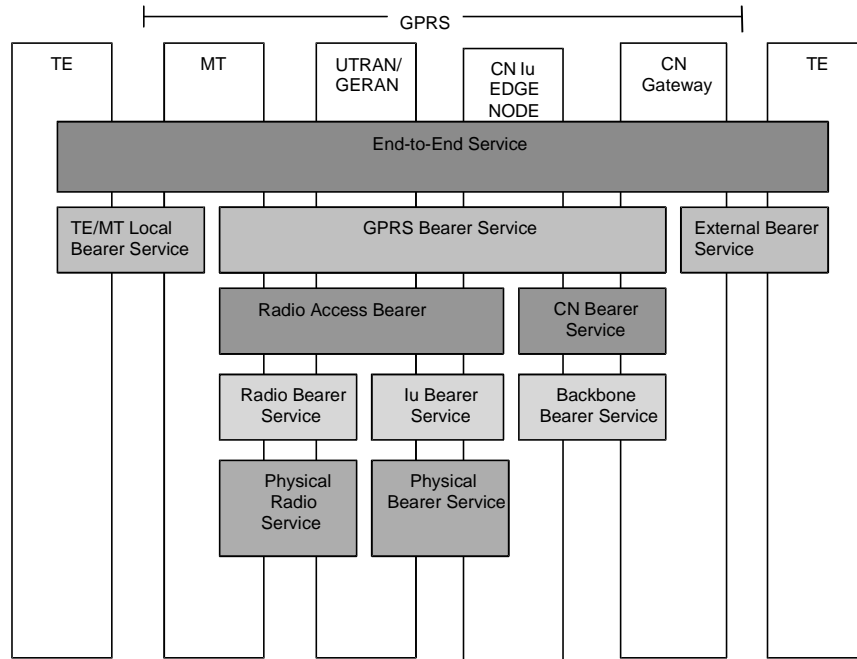 GPRS
TE
MT
UTRAN/
GERAN
CN Iu
EDGE
NODE
CN
Gateway
TE
End-to-End Service
TE/MT Local
Bearer Service
GPRS Bearer Service
External Bearer
Service
Radio Access Bearer
CN Bearer
Service
Radio Bearer
Service
Iu Bearer
Service
Backbone
Bearer Service
Physical
Radio
Service
Physical
Bearer Service